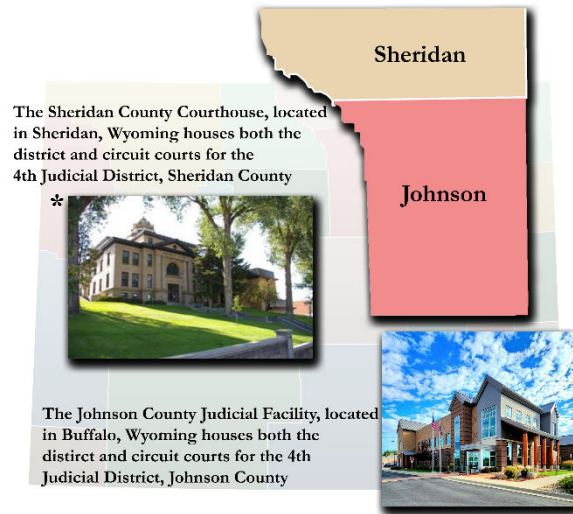 Sheridan
The Sheridan County Courthouse, located
in Sheridan, Wyoming houses both the
district and circuit courts for the
4th Judicial District, Sheridan County
*
Johnson
The Johnson County Judicial Facility, located
in Buffalo, Wyoming houses both the
distirct and circuit courts for the 4th
Judicial District, Johnson County